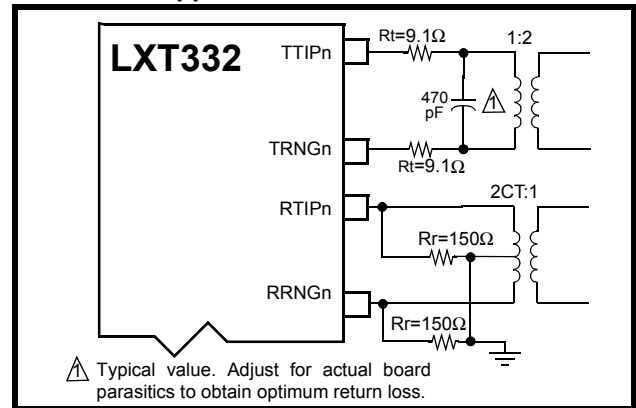 LXT332
TTIPn
Rt=9.1Ω
1:2
470
pF
1
TRNGn
Rt=9.1Ω
RTIPn
2CT:1
Rr=150Ω
RRNGn
Rr=150Ω
1 Typical value. Adjust for actual board
parasitics to obtain optimum return loss.